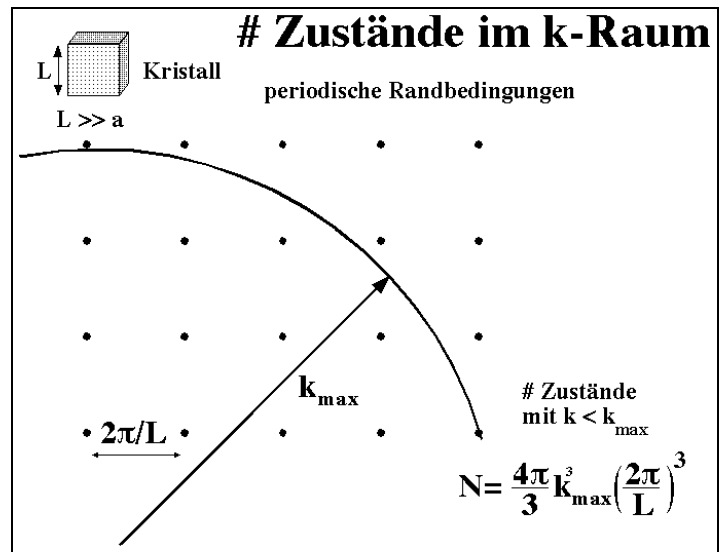 # Zustände im k-Raum
L
Kristall
periodische Randbedingungen
L >> a
k_max
2π/L
# Zustände
mit k < k_max
N= 4π/3 k³_max (2π/L)³